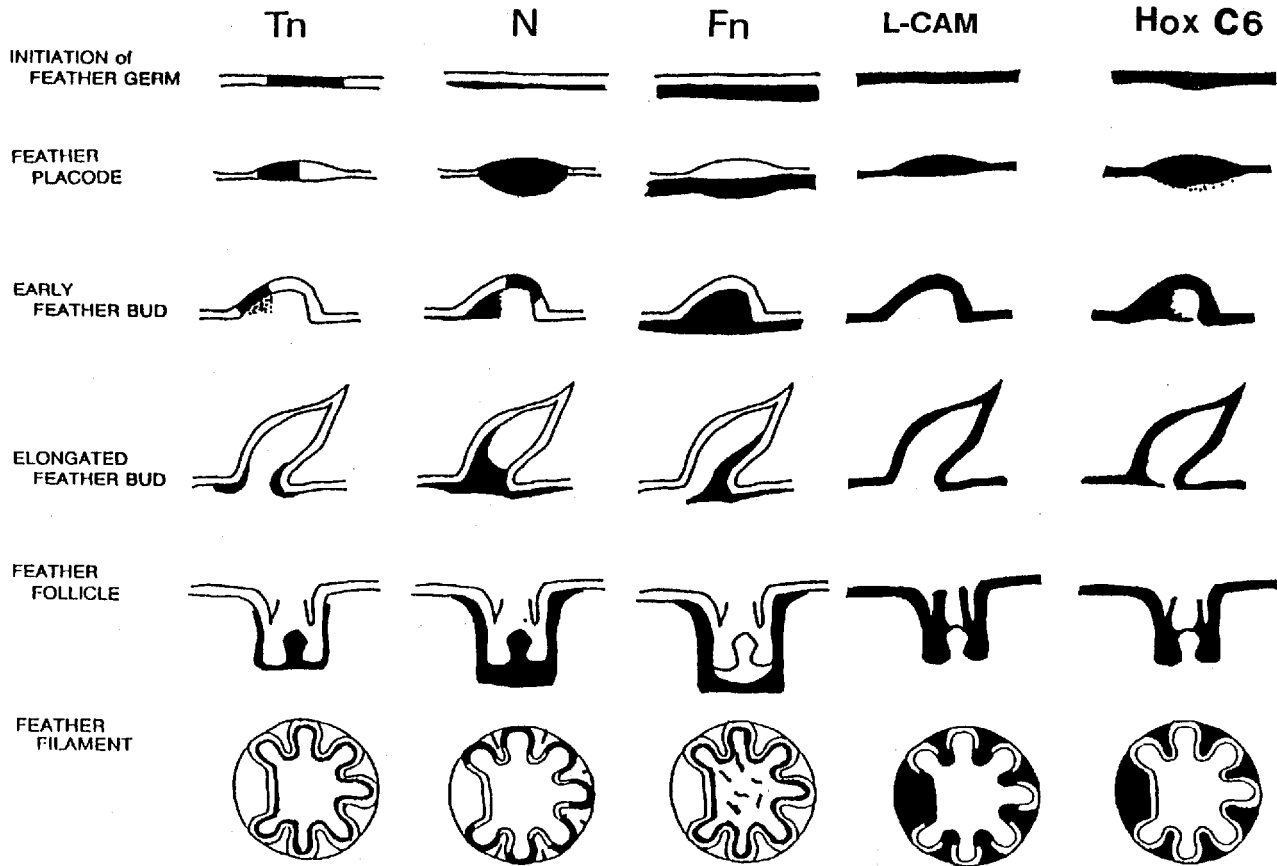 Tn N Fn L-CAM Hox C6
INITIATION of
FEATHER GERM
FEATHER
PLACODE
EARLY
FEATHER BUD
ELONGATED
FEATHER BUD
FEATHER
FOLLICLE
FEATHER
FILAMENT